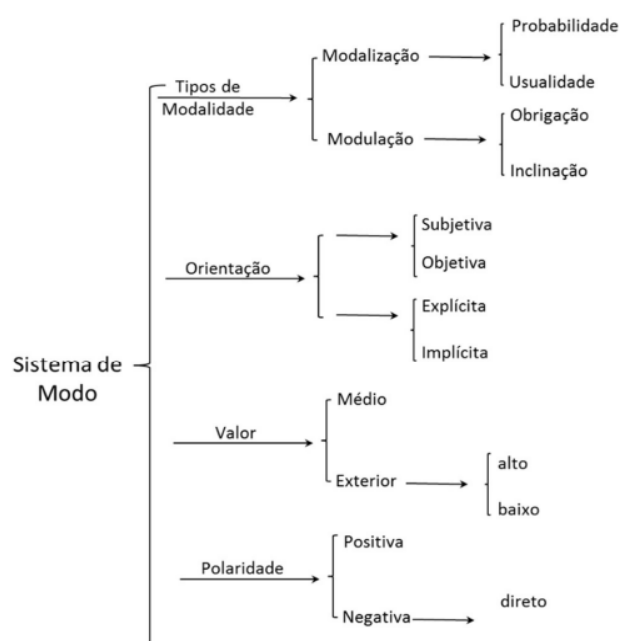 Probabilidade
Modalização
Usualidade
Tipos de
Modalidade
Obrigação
Modulação
Inclinação
Subjetiva
Objetiva
Orientação
Explícita
Implícita
Sistema de
Modo
Médio
Valor
alto
Exterior
baixo
Positiva
Polaridade
direto
Negativa